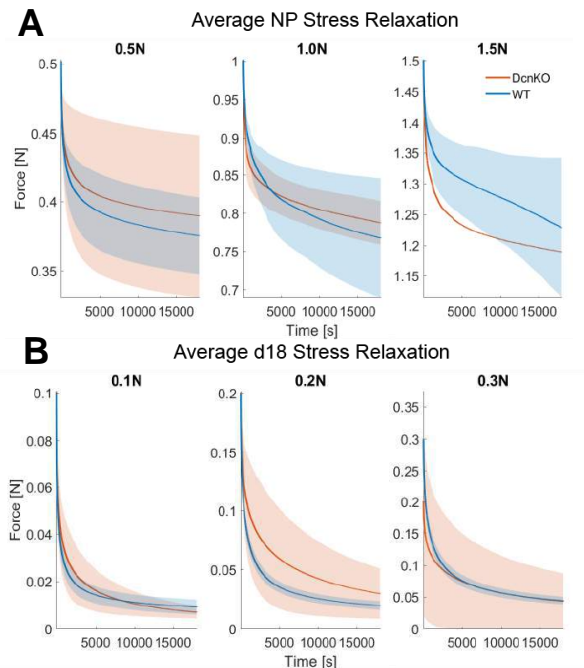 A
Average NP Stress Relaxation
0.5N
1.0N
1.5N
Force [N]
0.5
0.45
0.4
0.35
5000 10000 15000
1
0.95
0.9
0.85
0.8
0.75
0.7
5000 10000 15000
1.5
1.45
1.4
1.35
1.3
1.25
1.2
1.15
5000 10000 15000
DcnKO
WT
Time [s]
B
Average d18 Stress Relaxation
0.1N
0.2N
0.3N
Force [N]
0.1
0.08
0.06
0.04
0.02
0
5000 10000 15000
0.2
0.15
0.1
0.05
0
5000 10000 15000
0.35
0.3
0.25
0.2
0.15
0.1
0.05
0
5000 10000 15000
Time [s]